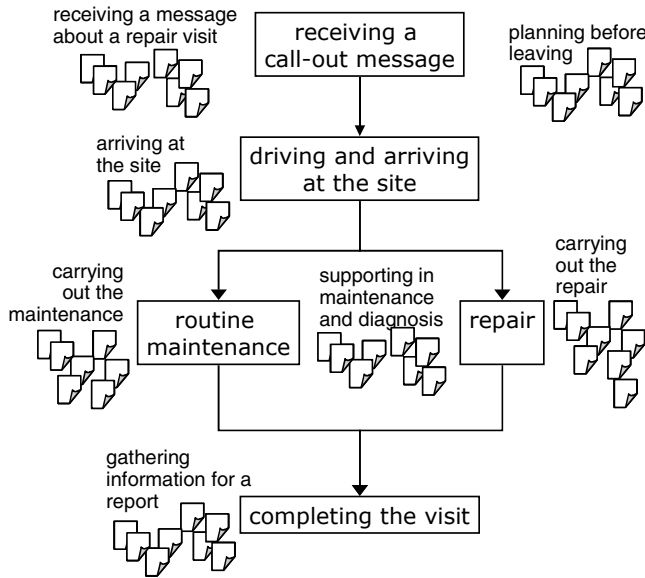 receiving a message
about a repair visit
receiving a
call-out message
planning before
leaving
arriving at
the site
driving and arriving
at the site
carrying
out the
maintenance
routine
maintenance
supporting in
maintenance
and diagnosis
repair
carrying
out the
repair
gathering
information for a
report
completing the visit